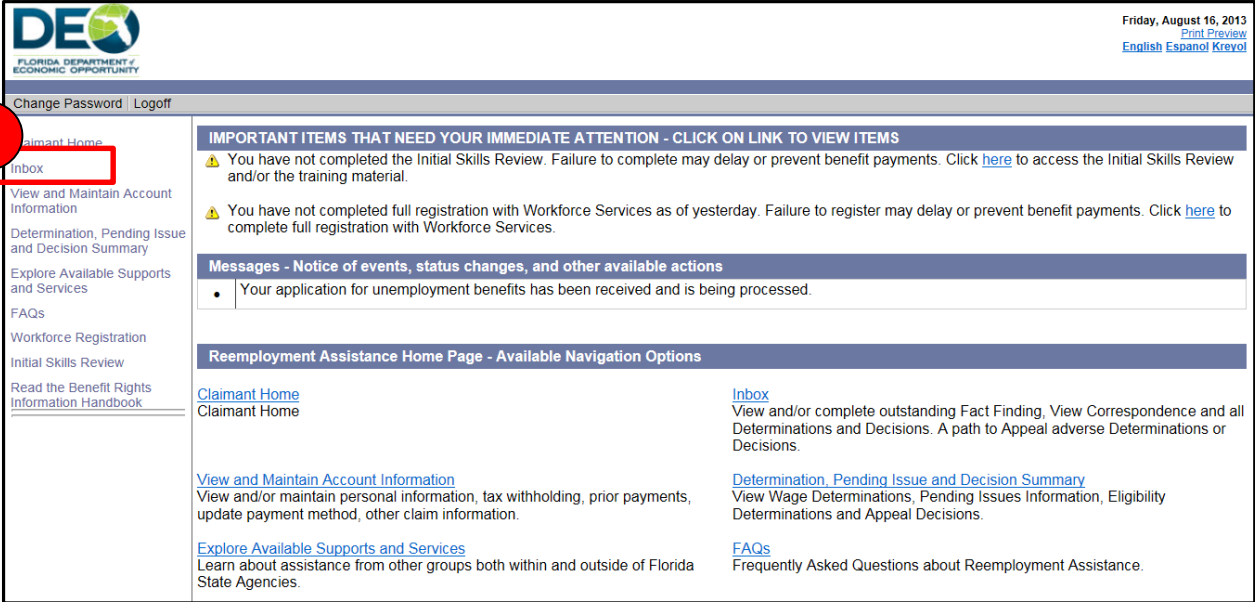 DEO
FLORIDA DEPARTMENT of
ECONOMIC OPPORTUNITY
Friday, August 16, 2013
Print Preview
English Espanol Kreyol
Change Password Logoff
Home
Inbox
View and Maintain Account
Information
Determination, Pending Issue
and Decision Summary
Explore Available Supports
and Services
FAQs
Workforce Registration
Initial Skills Review
Read the Benefit Rights
Information Handbook
IMPORTANT ITEMS THAT NEED YOUR IMMEDIATE ATTENTION - CLICK ON LINK TO VIEW ITEMS
You have not completed the Initial Skills Review. Failure to complete may delay or prevent benefit payments. Click here to access the Initial Skills Review
and/or the training material.
You have not completed full registration with Workforce Services as of yesterday. Failure to register may delay or prevent benefit payments. Click here to
complete full registration with Workforce Services.
Messages - Notice of events, status changes, and other available actions
• Your application for unemployment benefits has been received and is being processed.
Reemployment Assistance Home Page - Available Navigation Options
Claimant Home
Claimant Home
Inbox
View and/or complete outstanding Fact Finding, View Correspondence and all
Determinations and Decisions. A path to Appeal adverse Determinations or
Decisions.
View and Maintain Account Information
View and/or maintain personal information, tax withholding, prior payments,
update payment method, other claim information.
Determination, Pending Issue and Decision Summary
View Wage Determinations, Pending Issues Information, Eligibility
Determinations and Appeal Decisions.
Explore Available Supports and Services
Learn about assistance from other groups both within and outside of Florida
State Agencies.
FAQs
Frequently Asked Questions about Reemployment Assistance.